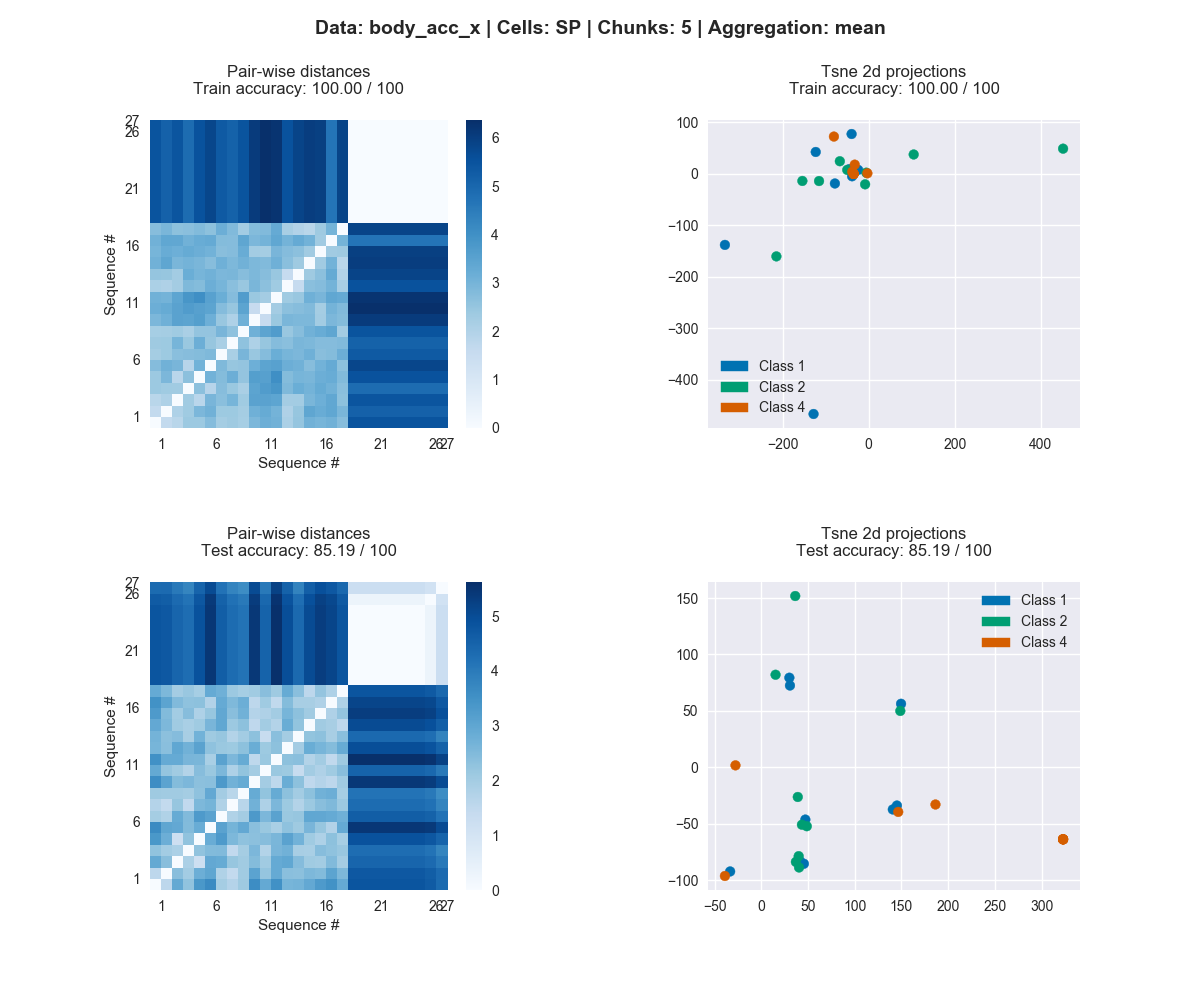 Data: body_acc_x | Cells: SP | Chunks: 5 | Aggregation: mean
Pair-wise distances
Train accuracy: 100.00 / 100
27
26
21
16
11
6
1
Sequence #
1 6 11 16 21 26 27
Sequence #
6
5
4
3
2
1
0
Tsne 2d projections
Train accuracy: 100.00 / 100
100
0
−100
−200
−300
−400
−200 0 200 400
Class 1
Class 2
Class 4
Pair-wise distances
Test accuracy: 85.19 / 100
27
26
21
16
11
6
1
Sequence #
1 6 11 16 21 26 27
Sequence #
5
4
3
2
1
0
Tsne 2d projections
Test accuracy: 85.19 / 100
150
100
50
0
−50
−100
−50 0 50 100 150 200 250 300
Class 1
Class 2
Class 4